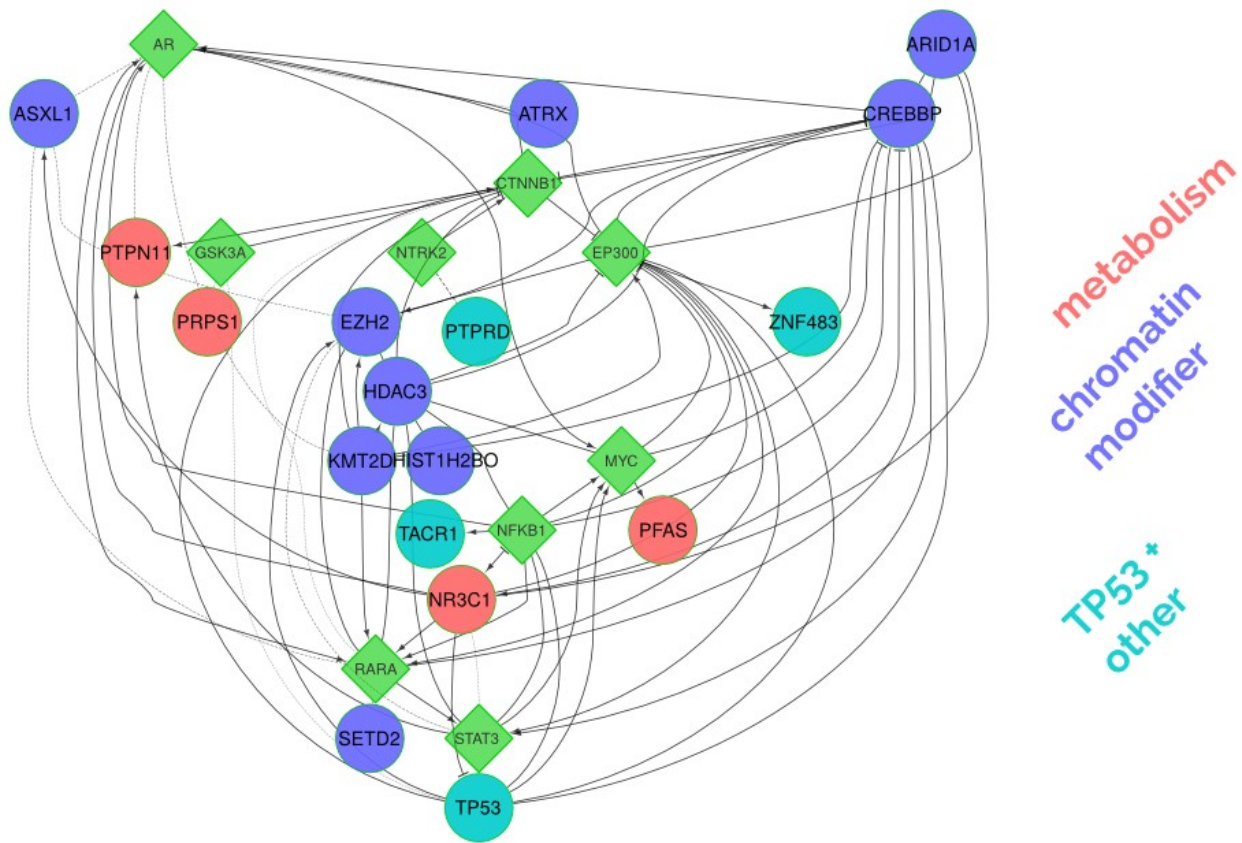 AR
ARID1A
ASXL1
ATRX
CREBBP
CTNNB1
PTPN11
GSK3A
NTRK2
EP300
PRPS1
EZH2
PTPRD
ZNF483
HDAC3
KMT2D
HIST1H2BO
MYC
TACR1
NFKB1
PFAS
NR3C1
RARA
SETD2
STAT3
TP53
metabolism
chromatin
modifier
TP53 +
other